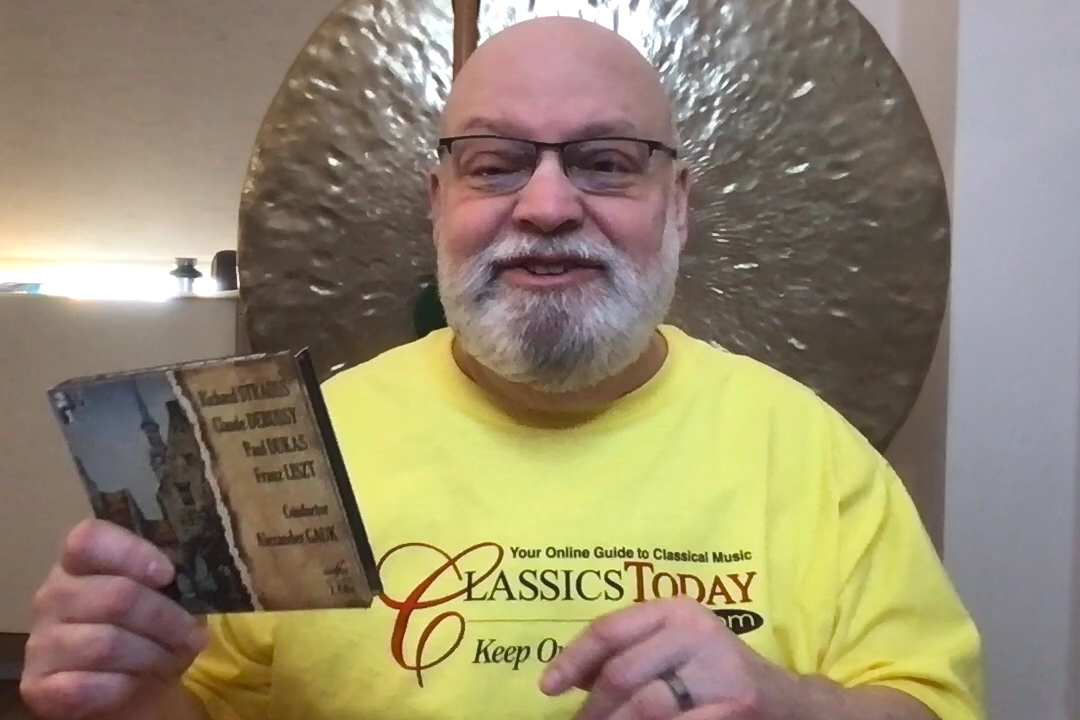 Richard STRAUSS
Claude DEBUSSY
Paul DUKAS
Franz LISZT
Conductor
Alexander GAUK
Your Online Guide to Classical Music
CLASSICSTODAY
om
Keep O